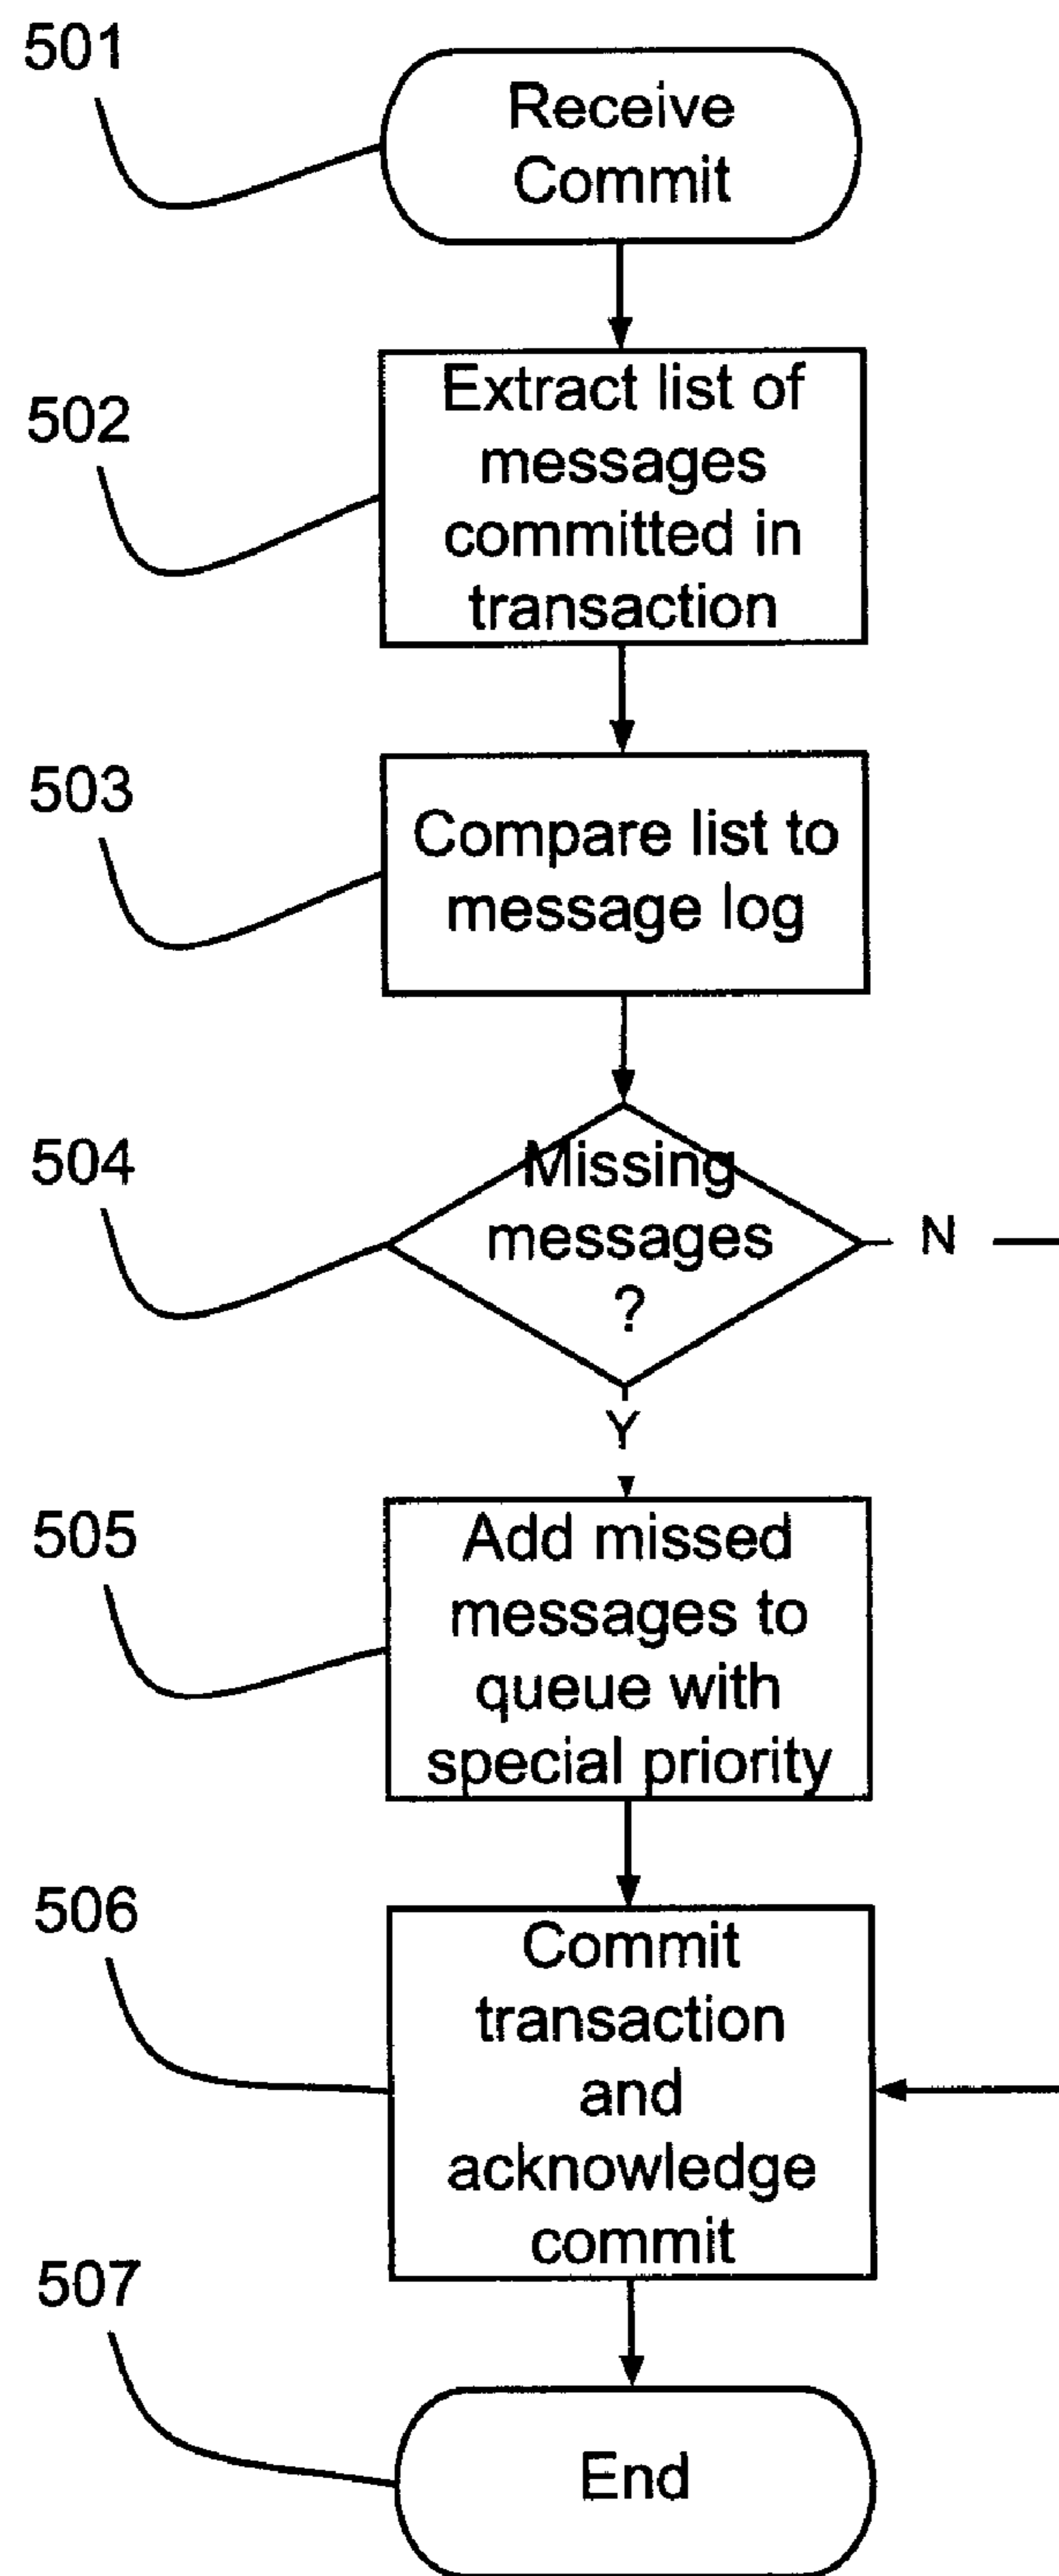 501
Receive
Commit
502
Extract list of
messages
committed in
transaction
503
Compare list to
message log
504
Missing
messages
?
N
Y
505
Add missed
messages to
queue with
special priority
506
Commit
transaction
and
acknowledge
commit
507
End